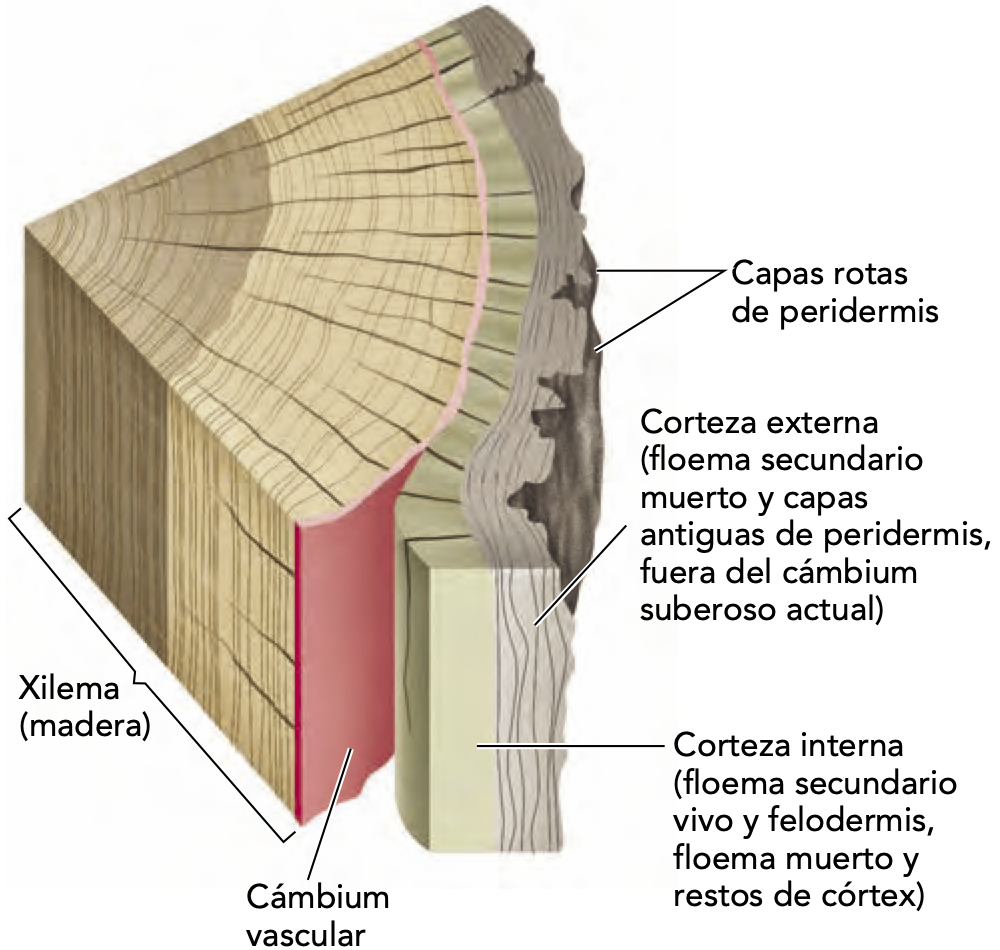 Capas rotas
de peridermis
Corteza externa
(floema secundario
muerto y capas
antiguas de peridermis,
fuera del cámbium
suberoso actual)
Xilema
(madera)
Corteza interna
(floema secundario
vivo y felodermis,
floema muerto y
restos de córtex)
Cámbium
vascular